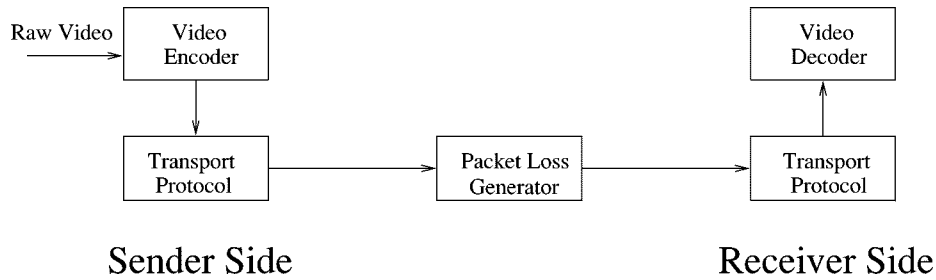 Raw Video
Video
Encoder
Video
Decoder
Transport
Protocol
Packet Loss
Generator
Transport
Protocol
Sender Side
Receiver Side